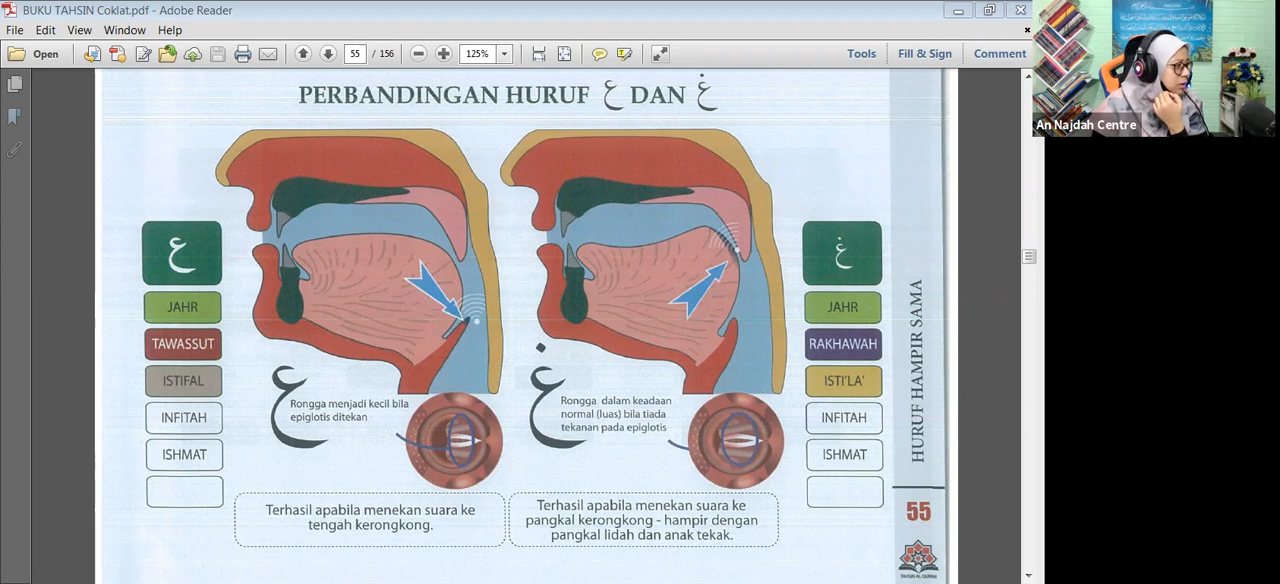 BUKU TAHSIN Coklat.pdf - Adobe Reader
File Edit View Window Help
Open
55 / 156
125%
Tools Fill & Sign Comment
An Najdah Centre
PERBANDINGAN HURUF ع DAN غ
ع
JAHR
TAWASSUT
ISTIFAL
INFITAH
ISHMAT
ع
Rongga menjadi kecil bila
epiglotis ditekan
Terhasil apabila menekan suara ke
tengah kerongkong.
غ
Rongga dalam keadaan
normal (luas) bila tiada
tekanan pada epiglotis
Terhasil apabila menekan suara ke
pangkal kerongkong - hampir dengan
pangkal lidah dan anak tekak.
غ
JAHR
RAKHAWAH
ISTI'LA'
INFITAH
ISHMAT
HURUF HAMPIR SAMA
55
TAHSIN AL QURAN